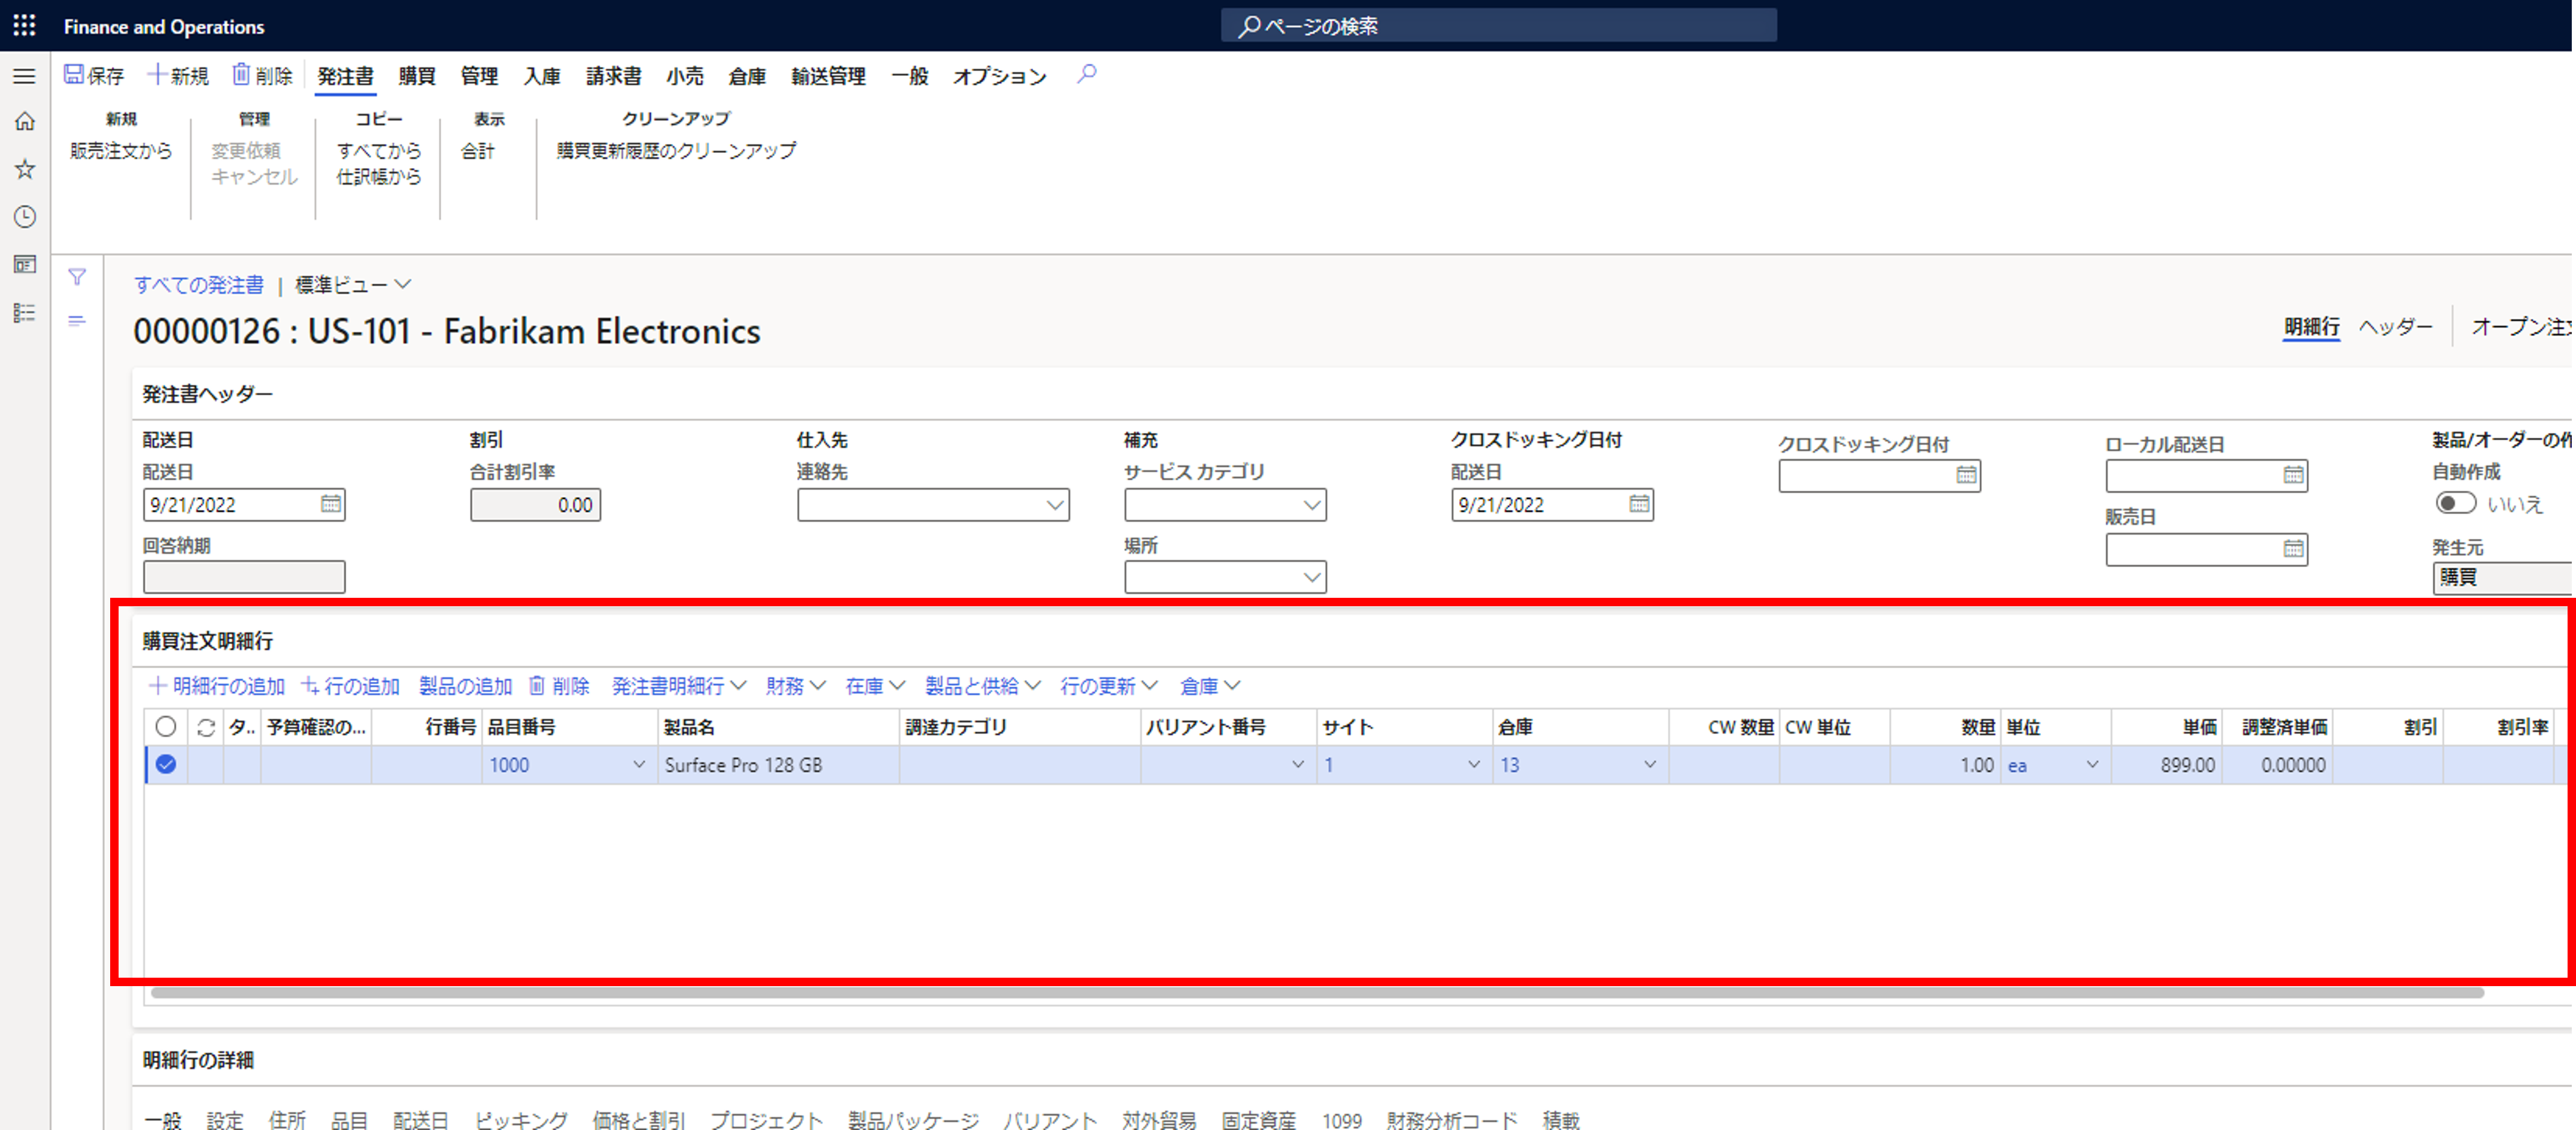 Finance and Operations
ページの検索
保存 新規 削除 発注書 購買 管理 入庫 請求書 小売 倉庫 輸送管理 一般 オプション
新規 管理 コピー 表示 クリーンアップ
販売注文から 変更依頼 すべてから 合計 購買更新履歴のクリーンアップ
キャンセル 仕訳帳から
すべての発注書 | 標準ビュー
00000126 : US-101 - Fabrikam Electronics
明細行 ヘッダー オープン注文
発注書ヘッダー
配送日 割引 仕入先 補充 クロスドッキング日付 クロスドッキング日付 ローカル配送日 製品/オーダーの作
配送日 合計割引率 連絡先 サービス カテゴリ 配送日 自動作成
9/21/2022 0.00 9/21/2022 いいえ
販売日
回答納期 場所 発生元
購買
購買注文明細行
明細行の追加 行の追加 製品の追加 削除 発注書明細行 財務 在庫 製品と供給 行の更新 倉庫
タ.. 予算確認の... 行番号 品目番号 製品名 調達カテゴリ バリアント番号 サイト 倉庫 CW 数量 CW 単位 数量 単位 単価 調整済単価 割引 割引率
1000 Surface Pro 128 GB 1 13 1.00 ea 899.00 0.00000
明細行の詳細
一般 設定 住所 品目 配送日 ピッキング 価格と割引 プロジェクト 製品パッケージ バリアント 対外貿易 固定資産 1099 財務分析コード 積載